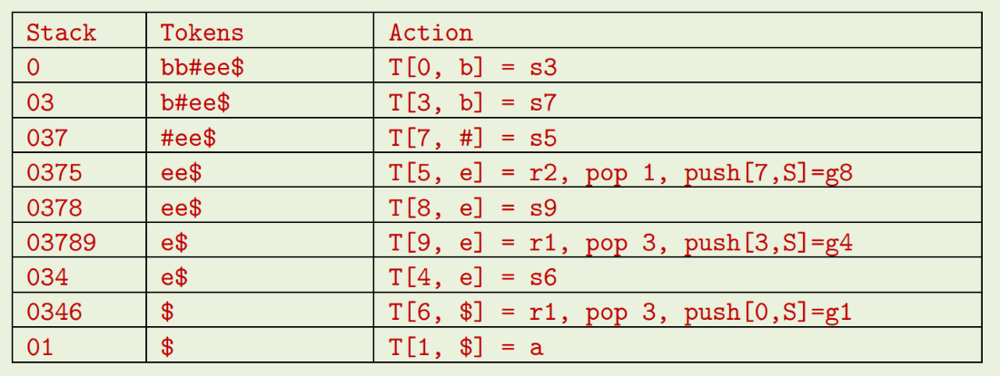 Stack Tokens Action
0 bb#ee$ T[0, b] = s3
03 b#ee$ T[3, b] = s7
037 #ee$ T[7, #] = s5
0375 ee$ T[5, e] = r2, pop 1, push[7,S]=g8
0378 ee$ T[8, e] = s9
03789 e$ T[9, e] = r1, pop 3, push[3,S]=g4
034 e$ T[4, e] = s6
0346 $ T[6, $] = r1, pop 3, push[0,S]=g1
01 $ T[1, $] = a